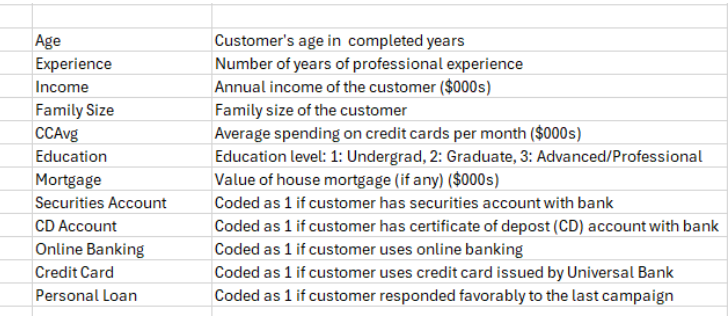 Age Customer's age in completed years
Experience Number of years of professional experience
Income Annual income of the customer ($000s)
Family Size Family size of the customer
CCAvg Average spending on credit cards per month ($000s)
Education Education level: 1: Undergrad, 2: Graduate, 3: Advanced/Professional
Mortgage Value of house mortgage (if any) ($000s)
Securities Account Coded as 1 if customer has securities account with bank
CD Account Coded as 1 if customer has certificate of depost (CD) account with bank
Online Banking Coded as 1 if customer uses online banking
Credit Card Coded as 1 if customer uses credit card issued by Universal Bank
Personal Loan Coded as 1 if customer responded favorably to the last campaign